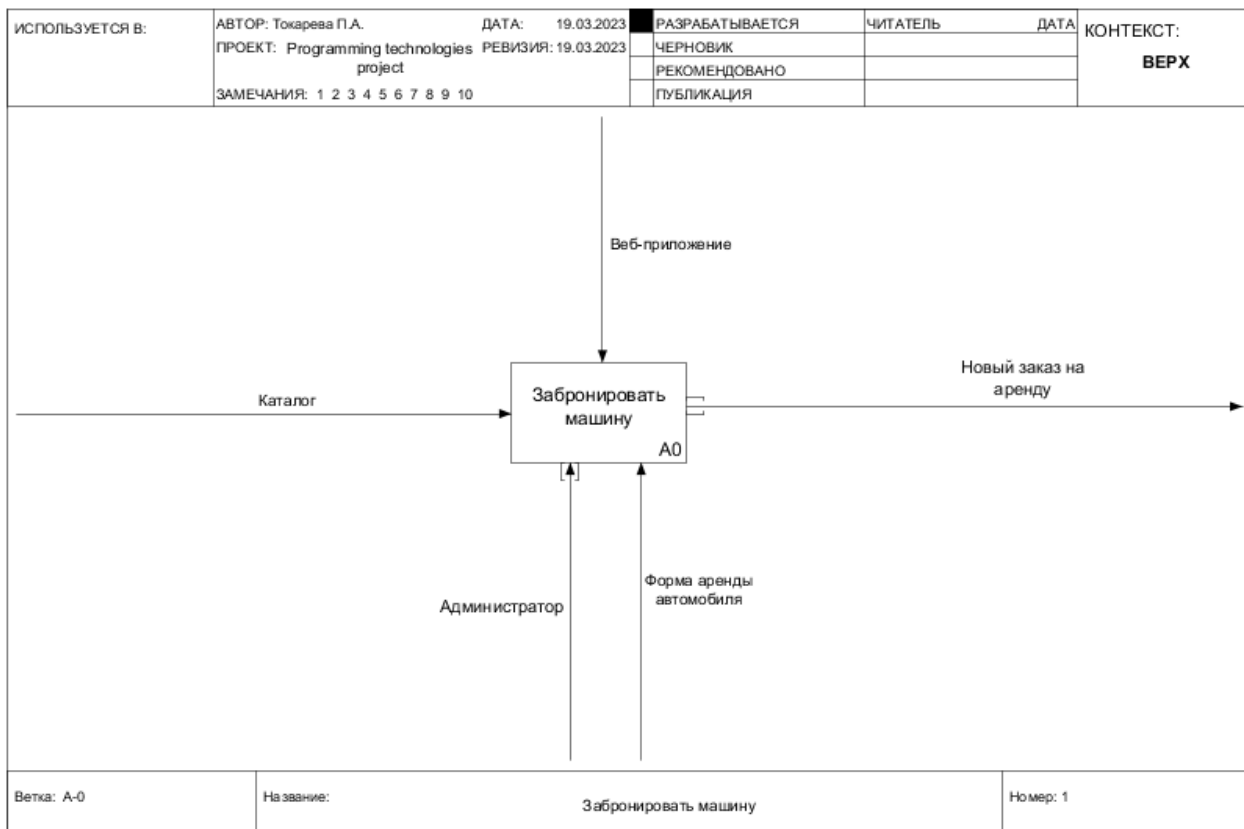 ИСПОЛЬЗУЕТСЯ В:
АВТОР: Токарева П.А.
ДАТА: 19.03.2023
ПРОЕКТ: Programming technologies
project
РЕВИЗИЯ: 19.03.2023
ЗАМЕЧАНИЯ: 1 2 3 4 5 6 7 8 9 10
РАЗРАБАТЫВАЕТСЯ
ЧЕРНОВИК
РЕКОМЕНДОВАНО
ПУБЛИКАЦИЯ
ЧИТАТЕЛЬ
ДАТА
КОНТЕКСТ:
ВЕРХ
Веб-приложение
Каталог
Забронировать
машину
A0
Новый заказ на
аренду
Администратор
Форма аренды
автомобиля
Ветка: A-0
Название:
Забронировать машину
Номер: 1